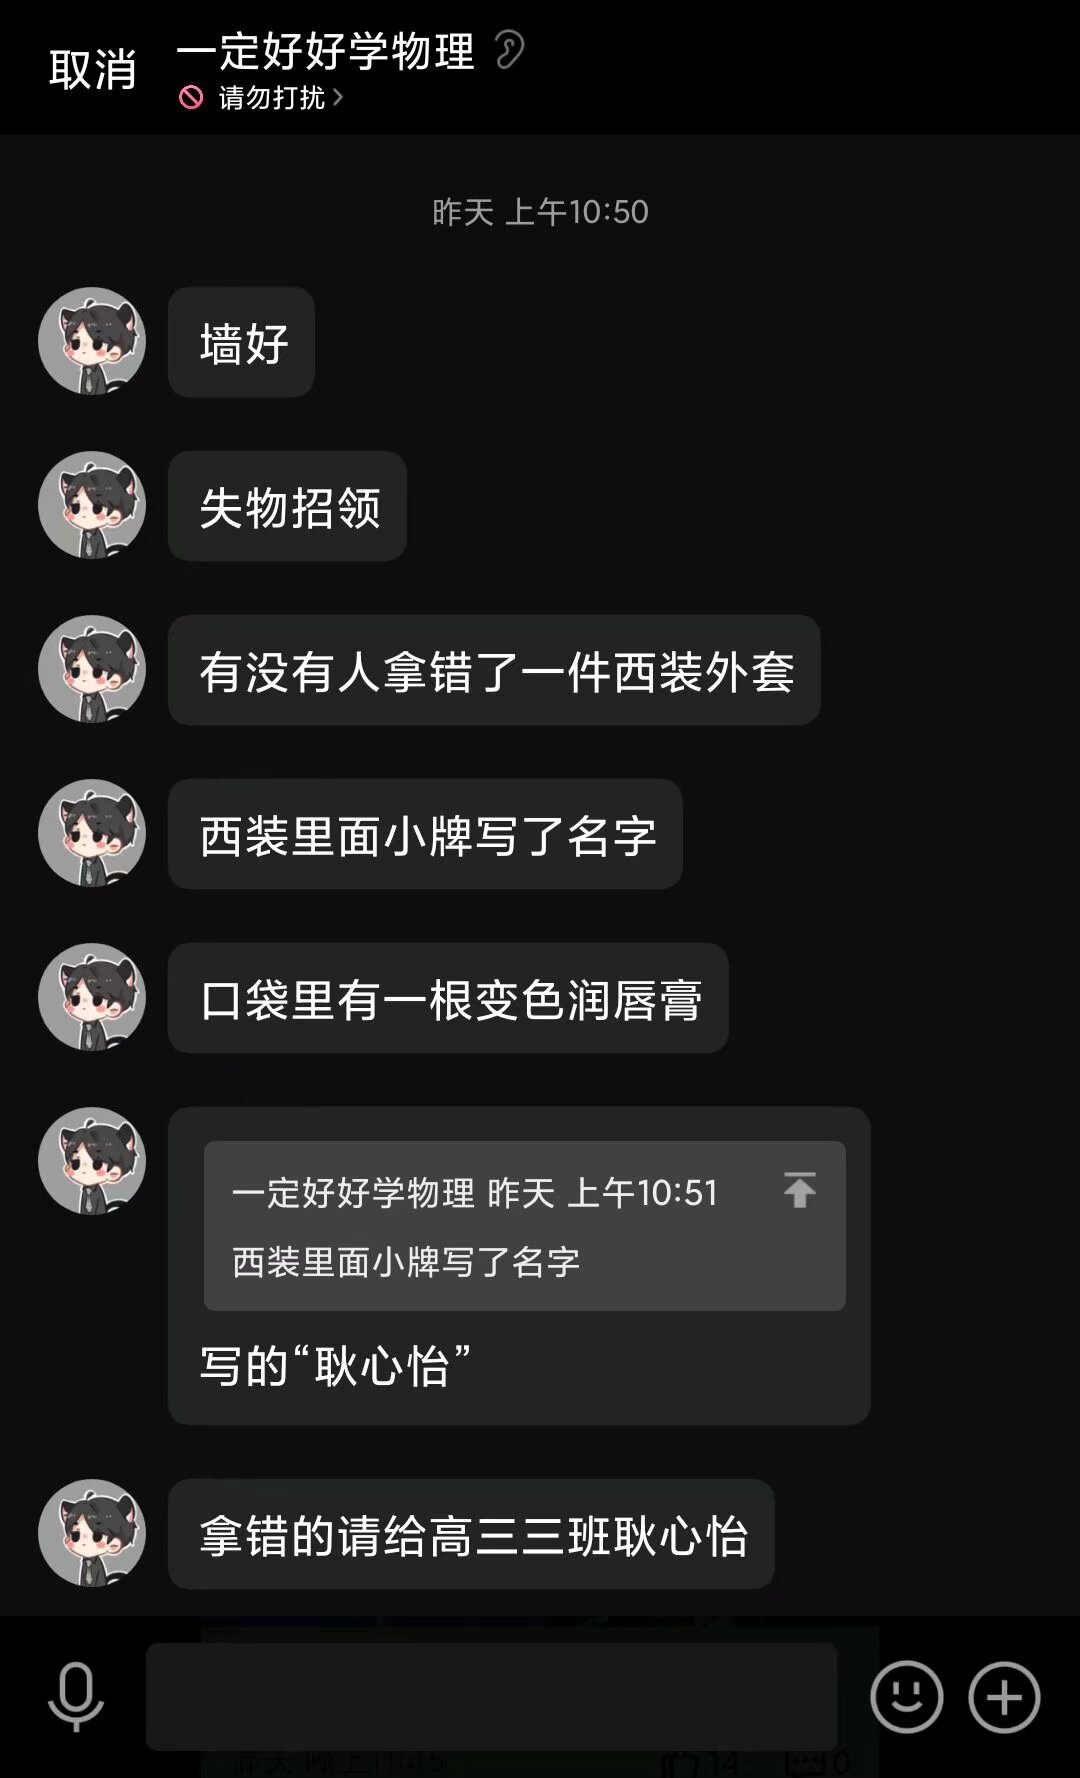 取消
一定好好学物理
请勿打扰
昨天 上午10:50
墙好
失物招领
有没有人拿错了一件西装外套
西装里面小牌写了名字
口袋里有一根变色润唇膏
一定好好学物理 昨天 上午10:51
西装里面小牌写了名字
写的“耿心怡”
拿错的请给高三三班耿心怡